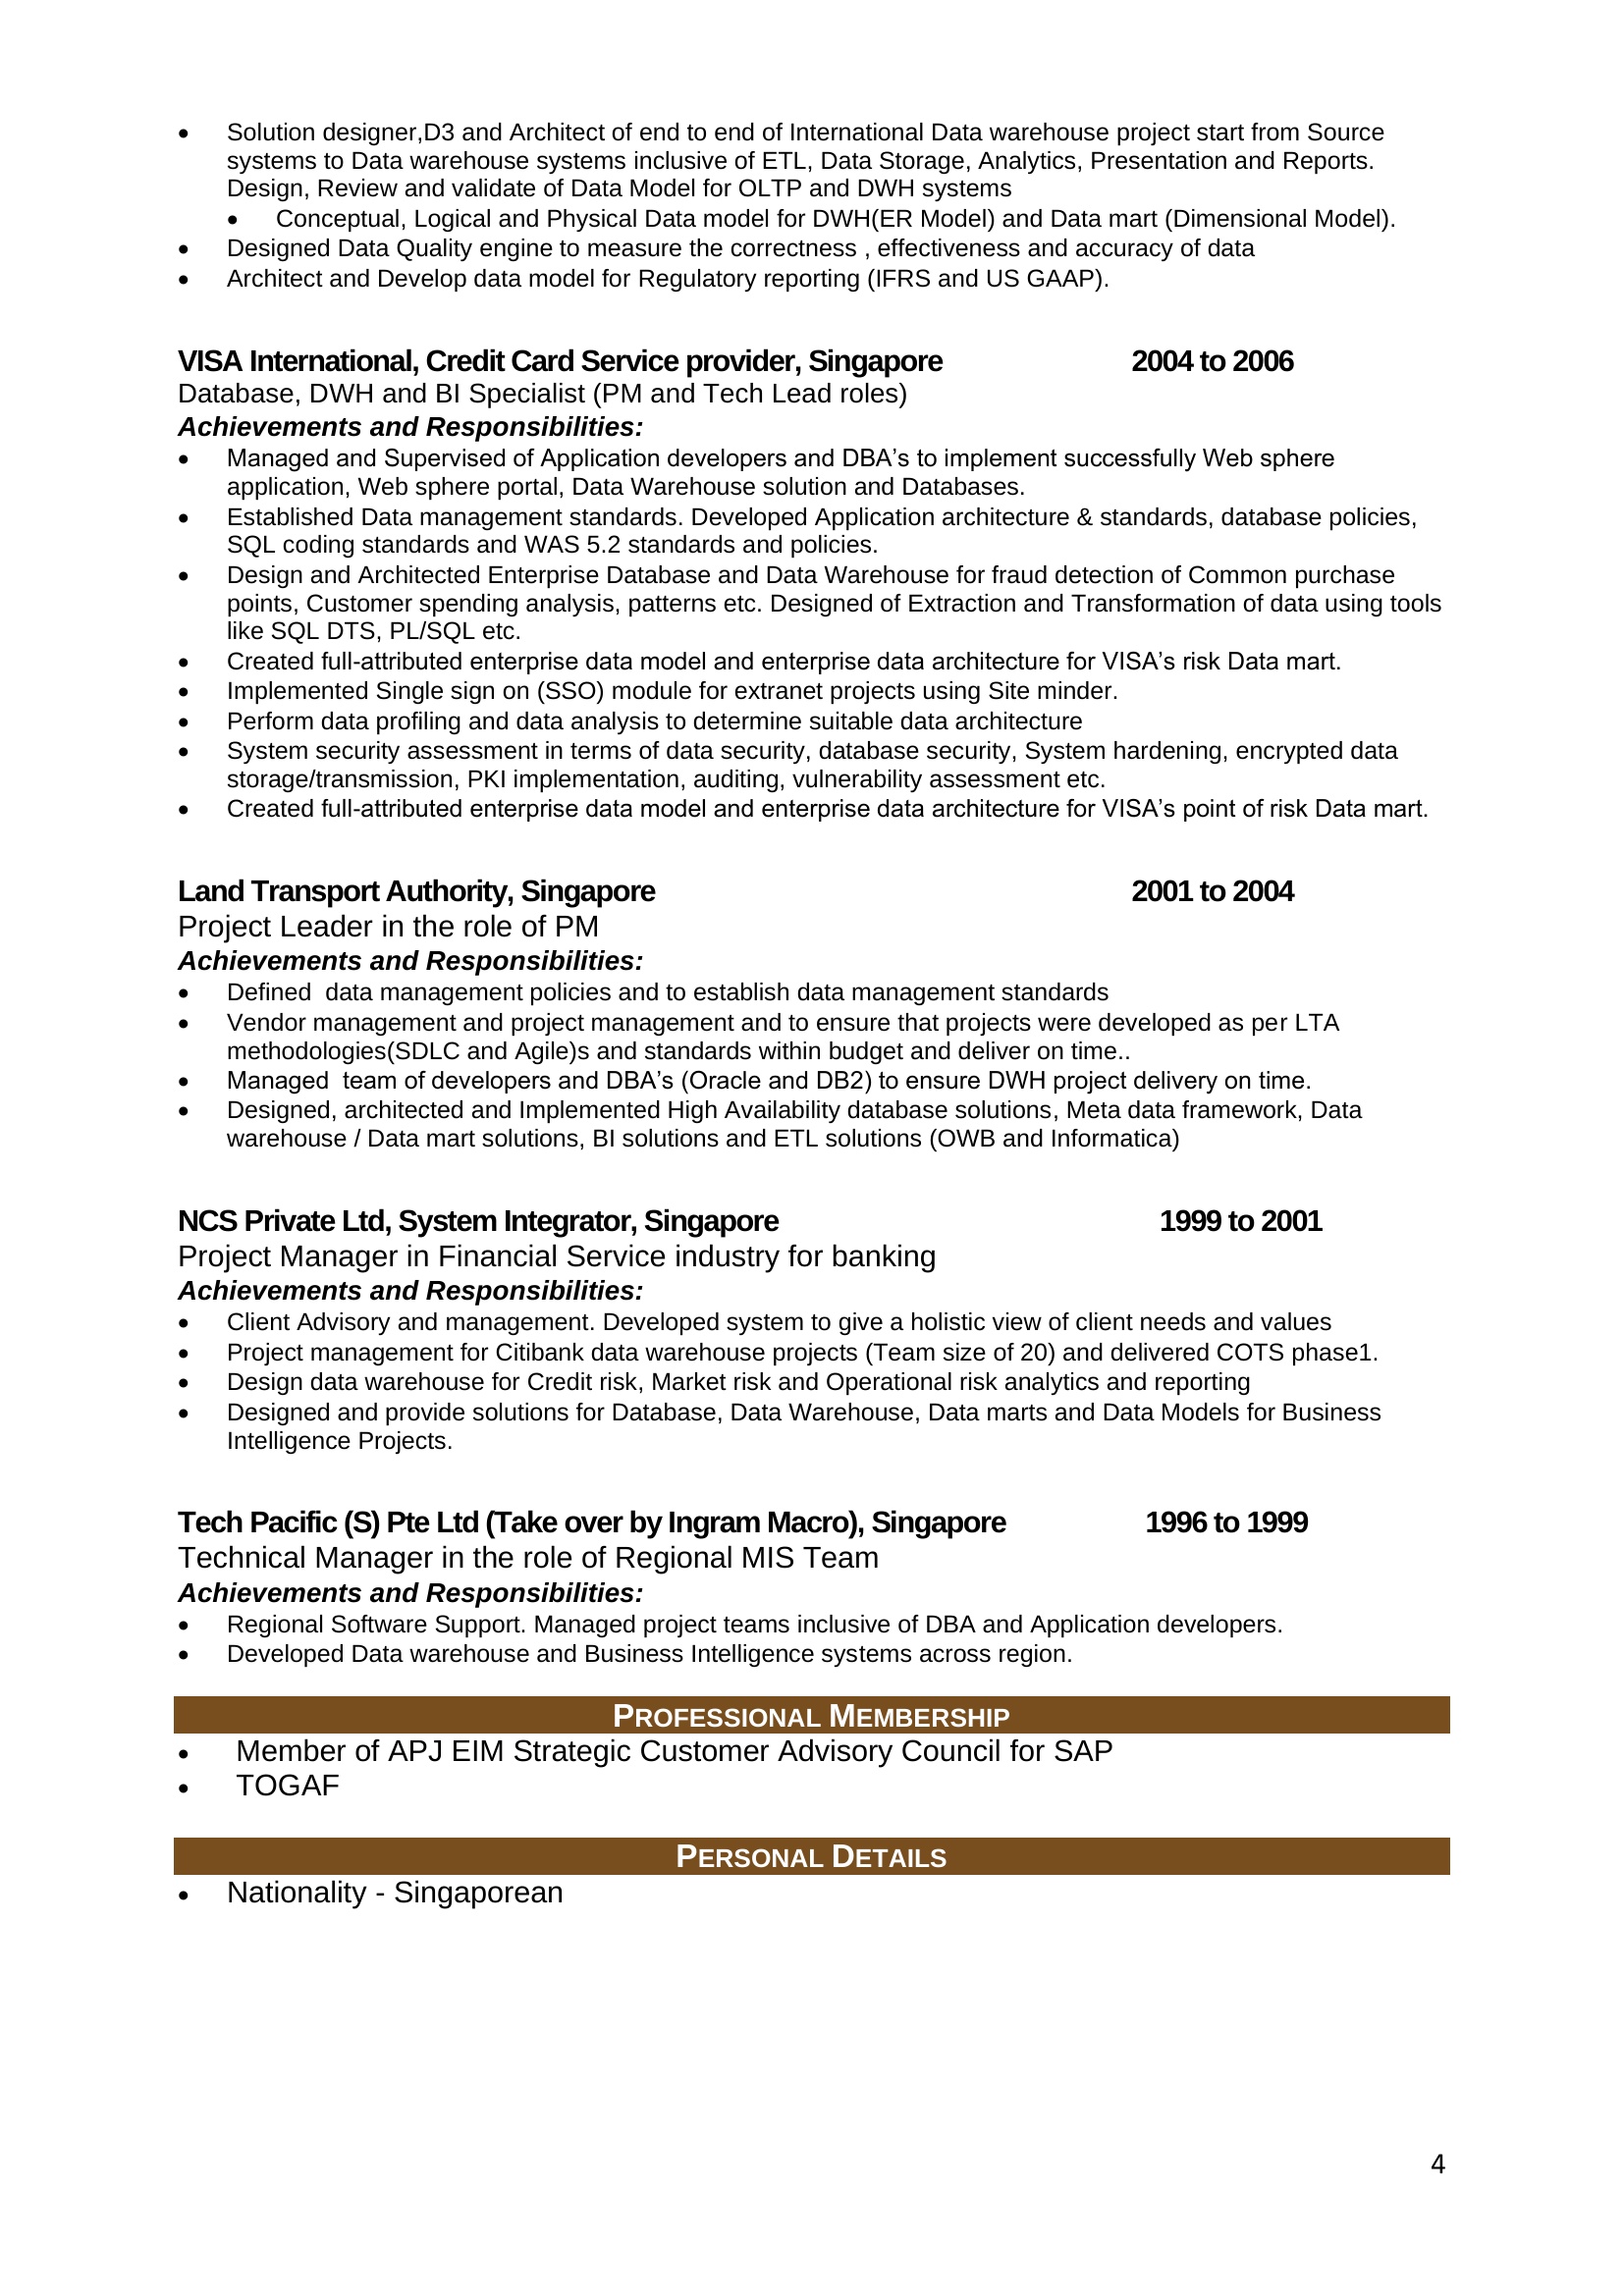 • Solution designer,D3 and Architect of end to end of International Data warehouse project start from Source
systems to Data warehouse systems inclusive of ETL, Data Storage, Analytics, Presentation and Reports.
Design, Review and validate of Data Model for OLTP and DWH systems
• Conceptual, Logical and Physical Data model for DWH(ER Model) and Data mart (Dimensional Model).
• Designed Data Quality engine to measure the correctness , effectiveness and accuracy of data
• Architect and Develop data model for Regulatory reporting (IFRS and US GAAP).
VISA International, Credit Card Service provider, Singapore 2004 to 2006
Database, DWH and BI Specialist (PM and Tech Lead roles)
Achievements and Responsibilities:
• Managed and Supervised of Application developers and DBA’s to implement successfully Web sphere
application, Web sphere portal, Data Warehouse solution and Databases.
• Established Data management standards. Developed Application architecture & standards, database policies,
SQL coding standards and WAS 5.2 standards and policies.
• Design and Architected Enterprise Database and Data Warehouse for fraud detection of Common purchase
points, Customer spending analysis, patterns etc. Designed of Extraction and Transformation of data using tools
like SQL DTS, PL/SQL etc.
• Created full-attributed enterprise data model and enterprise data architecture for VISA’s risk Data mart.
• Implemented Single sign on (SSO) module for extranet projects using Site minder.
• Perform data profiling and data analysis to determine suitable data architecture
• System security assessment in terms of data security, database security, System hardening, encrypted data
storage/transmission, PKI implementation, auditing, vulnerability assessment etc.
• Created full-attributed enterprise data model and enterprise data architecture for VISA’s point of risk Data mart.
Land Transport Authority, Singapore 2001 to 2004
Project Leader in the role of PM
Achievements and Responsibilities:
• Defined  data management policies and to establish data management standards
• Vendor management and project management and to ensure that projects were developed as per LTA
methodologies(SDLC and Agile)s and standards within budget and deliver on time..
• Managed  team of developers and DBA’s (Oracle and DB2) to ensure DWH project delivery on time.
• Designed, architected and Implemented High Availability database solutions, Meta data framework, Data
warehouse / Data mart solutions, BI solutions and ETL solutions (OWB and Informatica)
NCS Private Ltd, System Integrator, Singapore 1999 to 2001
Project Manager in Financial Service industry for banking
Achievements and Responsibilities:
• Client Advisory and management. Developed system to give a holistic view of client needs and values
• Project management for Citibank data warehouse projects (Team size of 20) and delivered COTS phase1.
• Design data warehouse for Credit risk, Market risk and Operational risk analytics and reporting
• Designed and provide solutions for Database, Data Warehouse, Data marts and Data Models for Business
Intelligence Projects.
Tech Pacific (S) Pte Ltd (Take over by Ingram Macro), Singapore 1996 to 1999
Technical Manager in the role of Regional MIS Team
Achievements and Responsibilities:
• Regional Software Support. Managed project teams inclusive of DBA and Application developers.
• Developed Data warehouse and Business Intelligence systems across region.
PROFESSIONAL MEMBERSHIP
• Member of APJ EIM Strategic Customer Advisory Council for SAP
• TOGAF
PERSONAL DETAILS
• Nationality - Singaporean
4